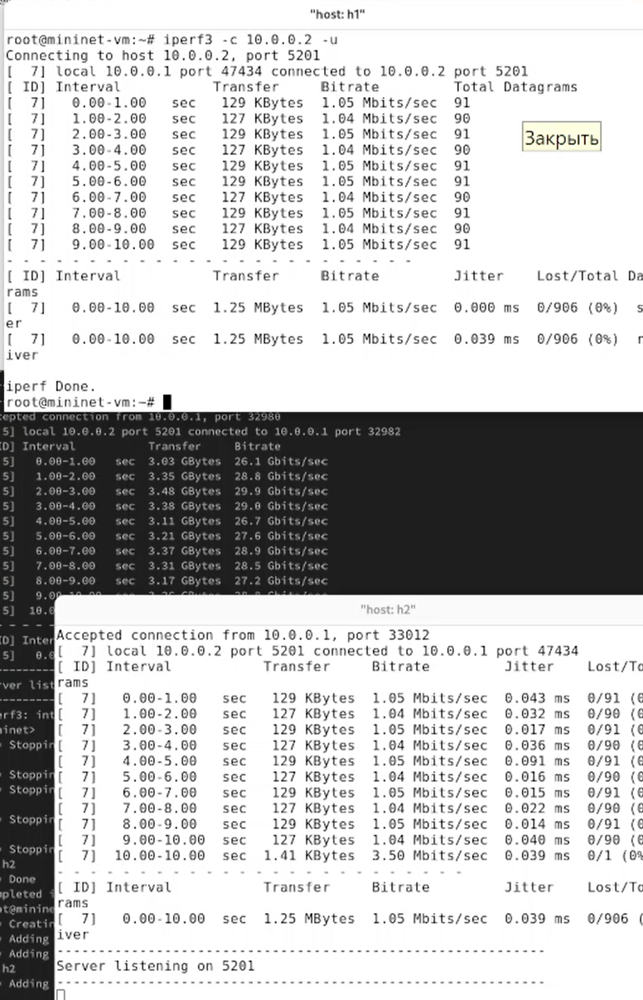 "host: h1"
root@mininet-vm:~# iperf3 -c 10.0.0.2 -u
Connecting to host 10.0.0.2, port 5201
[  7] local 10.0.0.1 port 47434 connected to 10.0.0.2 port 5201
[ ID] Interval           Transfer     Bitrate         Total Datagrams
[  7]   0.00-1.00   sec   129 KBytes  1.05 Mbits/sec  91
[  7]   1.00-2.00   sec   127 KBytes  1.04 Mbits/sec  90
[  7]   2.00-3.00   sec   129 KBytes  1.05 Mbits/sec  91
[  7]   3.00-4.00   sec   127 KBytes  1.04 Mbits/sec  90
[  7]   4.00-5.00   sec   129 KBytes  1.05 Mbits/sec  91
[  7]   5.00-6.00   sec   129 KBytes  1.05 Mbits/sec  91
[  7]   6.00-7.00   sec   127 KBytes  1.04 Mbits/sec  90
[  7]   7.00-8.00   sec   129 KBytes  1.05 Mbits/sec  91
[  7]   8.00-9.00   sec   127 KBytes  1.04 Mbits/sec  90
[  7]   9.00-10.00  sec   129 KBytes  1.05 Mbits/sec  91
Закрыть
- - - - - - - - - - - - - - - - - - - - - - - - -
[ ID] Interval           Transfer     Bitrate         Jitter    Lost/Total Da
rams
[  7]   0.00-10.00  sec  1.25 MBytes  1.05 Mbits/sec  0.000 ms  0/906 (0%)  s
er
[  7]   0.00-10.00  sec  1.25 MBytes  1.05 Mbits/sec  0.039 ms  0/906 (0%)  r
iver
iperf Done.
root@mininet-vm:~#
cepted connection from 10.0.0.1, port 32980
5] local 10.0.0.2 port 5201 connected to 10.0.0.1 port 32982
ID] Interval           Transfer     Bitrate
5]   0.00-1.00   sec  3.03 GBytes  26.1 Gbits/sec
5]   1.00-2.00   sec  3.35 GBytes  28.8 Gbits/sec
5]   2.00-3.00   sec  3.48 GBytes  29.9 Gbits/sec
5]   3.00-4.00   sec  3.38 GBytes  29.0 Gbits/sec
5]   4.00-5.00   sec  3.11 GBytes  26.7 Gbits/sec
5]   5.00-6.00   sec  3.21 GBytes  27.6 Gbits/sec
5]   6.00-7.00   sec  3.37 GBytes  28.9 Gbits/sec
5]   7.00-8.00   sec  3.31 GBytes  28.5 Gbits/sec
5]   8.00-9.00   sec  3.17 GBytes  27.2 Gbits/sec
5]
5]   10.0
- - - -
ID] Inter
5]   0.0
--------
rver list
--------
erf3: int
ninet>
Stoppin
Stoppin
Stoppin
Stoppin
Stoppin
h2
Done
mpleted i
ot@minine
Creatin
Adding
Adding
h2
Adding
"host: h2"
Accepted connection from 10.0.0.1, port 33012
[  7] local 10.0.0.2 port 5201 connected to 10.0.0.1 port 47434
[ ID] Interval           Transfer     Bitrate         Jitter    Lost/To
rams
[  7]   0.00-1.00   sec   129 KBytes  1.05 Mbits/sec  0.043 ms  0/91 (0
[  7]   1.00-2.00   sec   127 KBytes  1.04 Mbits/sec  0.032 ms  0/90 (0
[  7]   2.00-3.00   sec   129 KBytes  1.05 Mbits/sec  0.017 ms  0/91 (0
[  7]   3.00-4.00   sec   127 KBytes  1.04 Mbits/sec  0.036 ms  0/90 (0
[  7]   4.00-5.00   sec   129 KBytes  1.05 Mbits/sec  0.091 ms  0/91 (0
[  7]   5.00-6.00   sec   127 KBytes  1.04 Mbits/sec  0.016 ms  0/90 (0
[  7]   6.00-7.00   sec   129 KBytes  1.05 Mbits/sec  0.015 ms  0/91 (0
[  7]   7.00-8.00   sec   127 KBytes  1.04 Mbits/sec  0.022 ms  0/90 (0
[  7]   8.00-9.00   sec   129 KBytes  1.05 Mbits/sec  0.014 ms  0/91 (0
[  7]   9.00-10.00  sec   127 KBytes  1.04 Mbits/sec  0.040 ms  0/90 (0
[  7]  10.00-10.00  sec  1.41 KBytes  3.50 Mbits/sec  0.039 ms  0/1 (0%
- - - - - - - - - - - - - - - - - - - - - - - - -
[ ID] Interval           Transfer     Bitrate         Jitter    Lost/To
rams
[  7]   0.00-10.00  sec  1.25 MBytes  1.05 Mbits/sec  0.039 ms  0/906 (
iver
-----------------------------------------------------------
Server listening on 5201
-----------------------------------------------------------